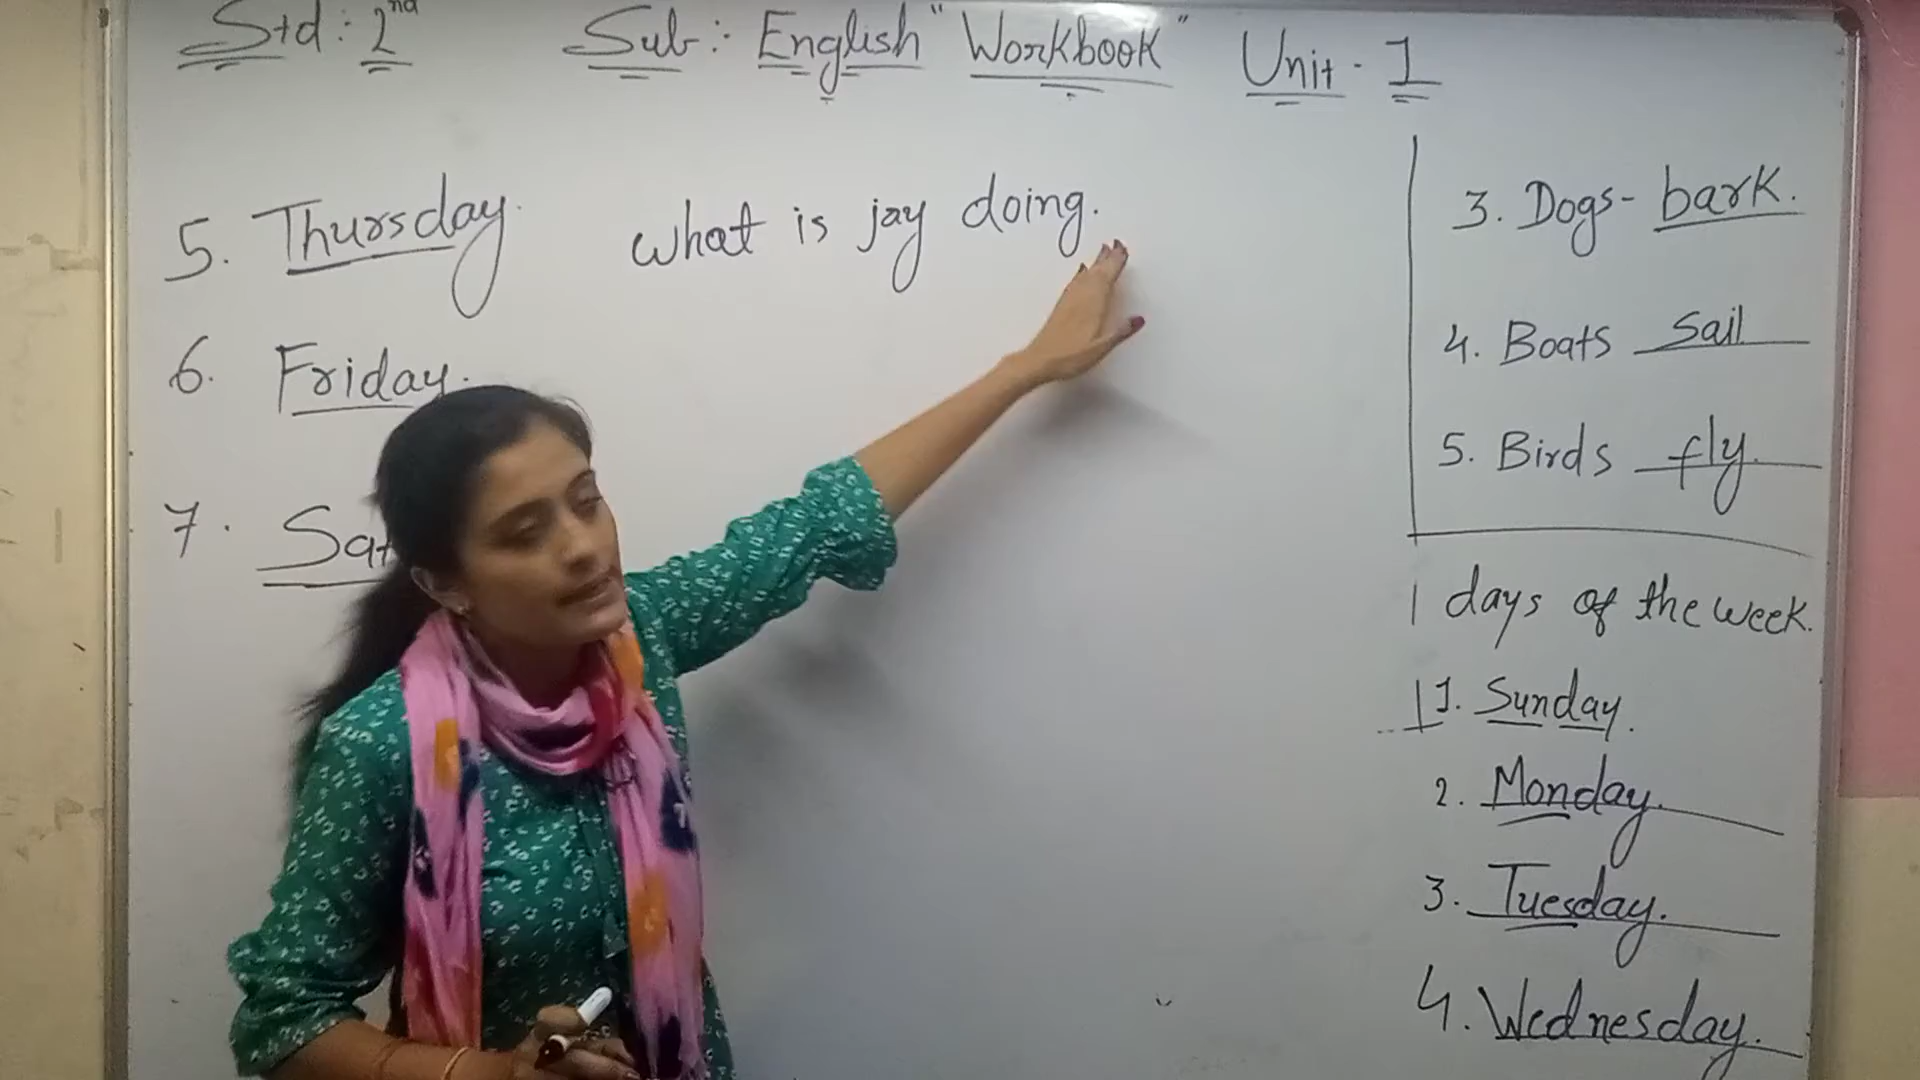 Std : 2nd Sub :- English "Workbook" Unit - 1
5. Thursday.
6. Friday.
7. Sat
what is jay doing.
3. Dogs- bark.
4. Boats sail
5. Birds fly.
days of the week.
1. Sunday.
2. Monday.
3. Tuesday.
4. Wednesday.